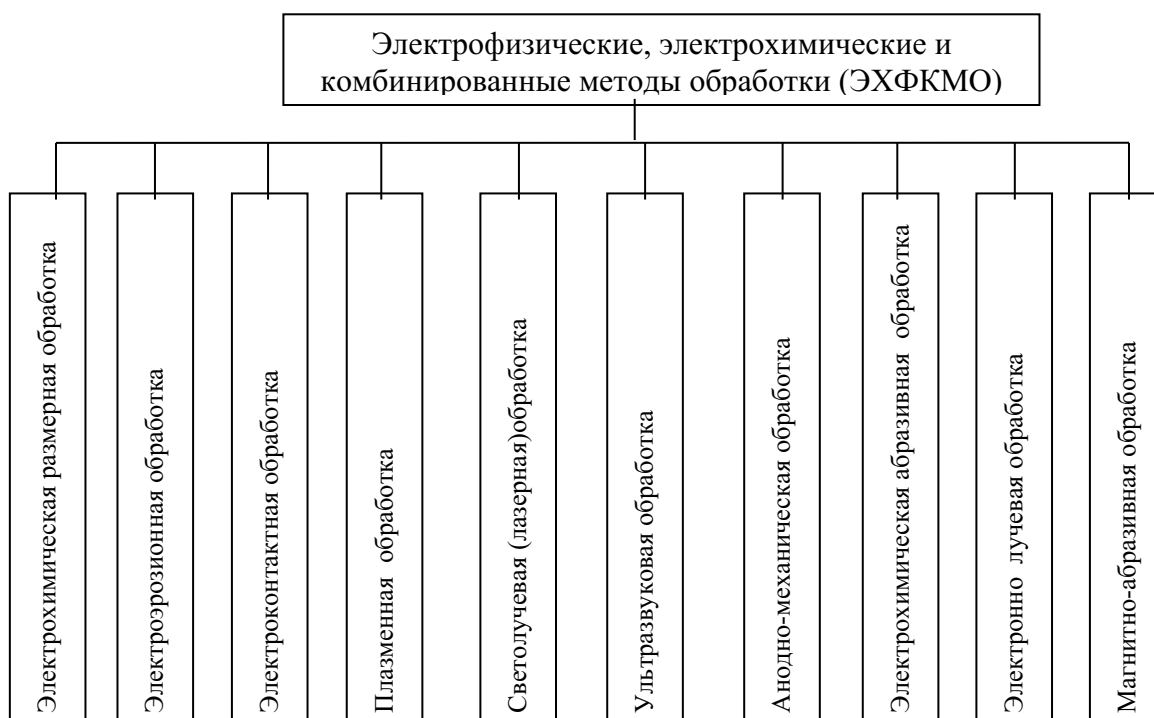 Электрофизические, электрохимические и
комбинированные методы обработки (ЭХФКМО)
Электрохимическая размерная обработка
Электроэрозионная обработка
Электроконтактная обработка
Плазменная обработка
Светолучевая (лазерная)обработка
Ультразвуковая обработка
Анодно-механическая обработка
Электрохимическая абразивная обработка
Электронно лучевая обработка
Магнитно-абразивная обработка